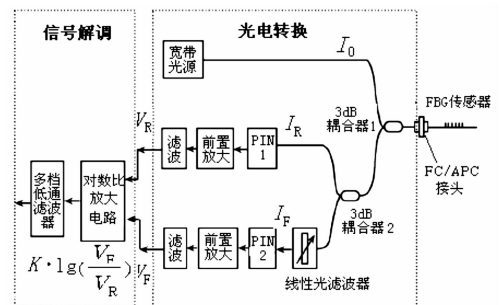 信号解调
光电转换
宽带
光源
I0
FBG传感器
3dB
耦合器1
VR
IR
滤
波
前置
放大
PIN
1
FC/APC
接头
多档
低通
滤波
器
对数比
放大
电路
3dB
耦合器2
IF
滤
波
前置
放大
PIN
2
VF
K·lg(VF/VR)
线性光滤波器